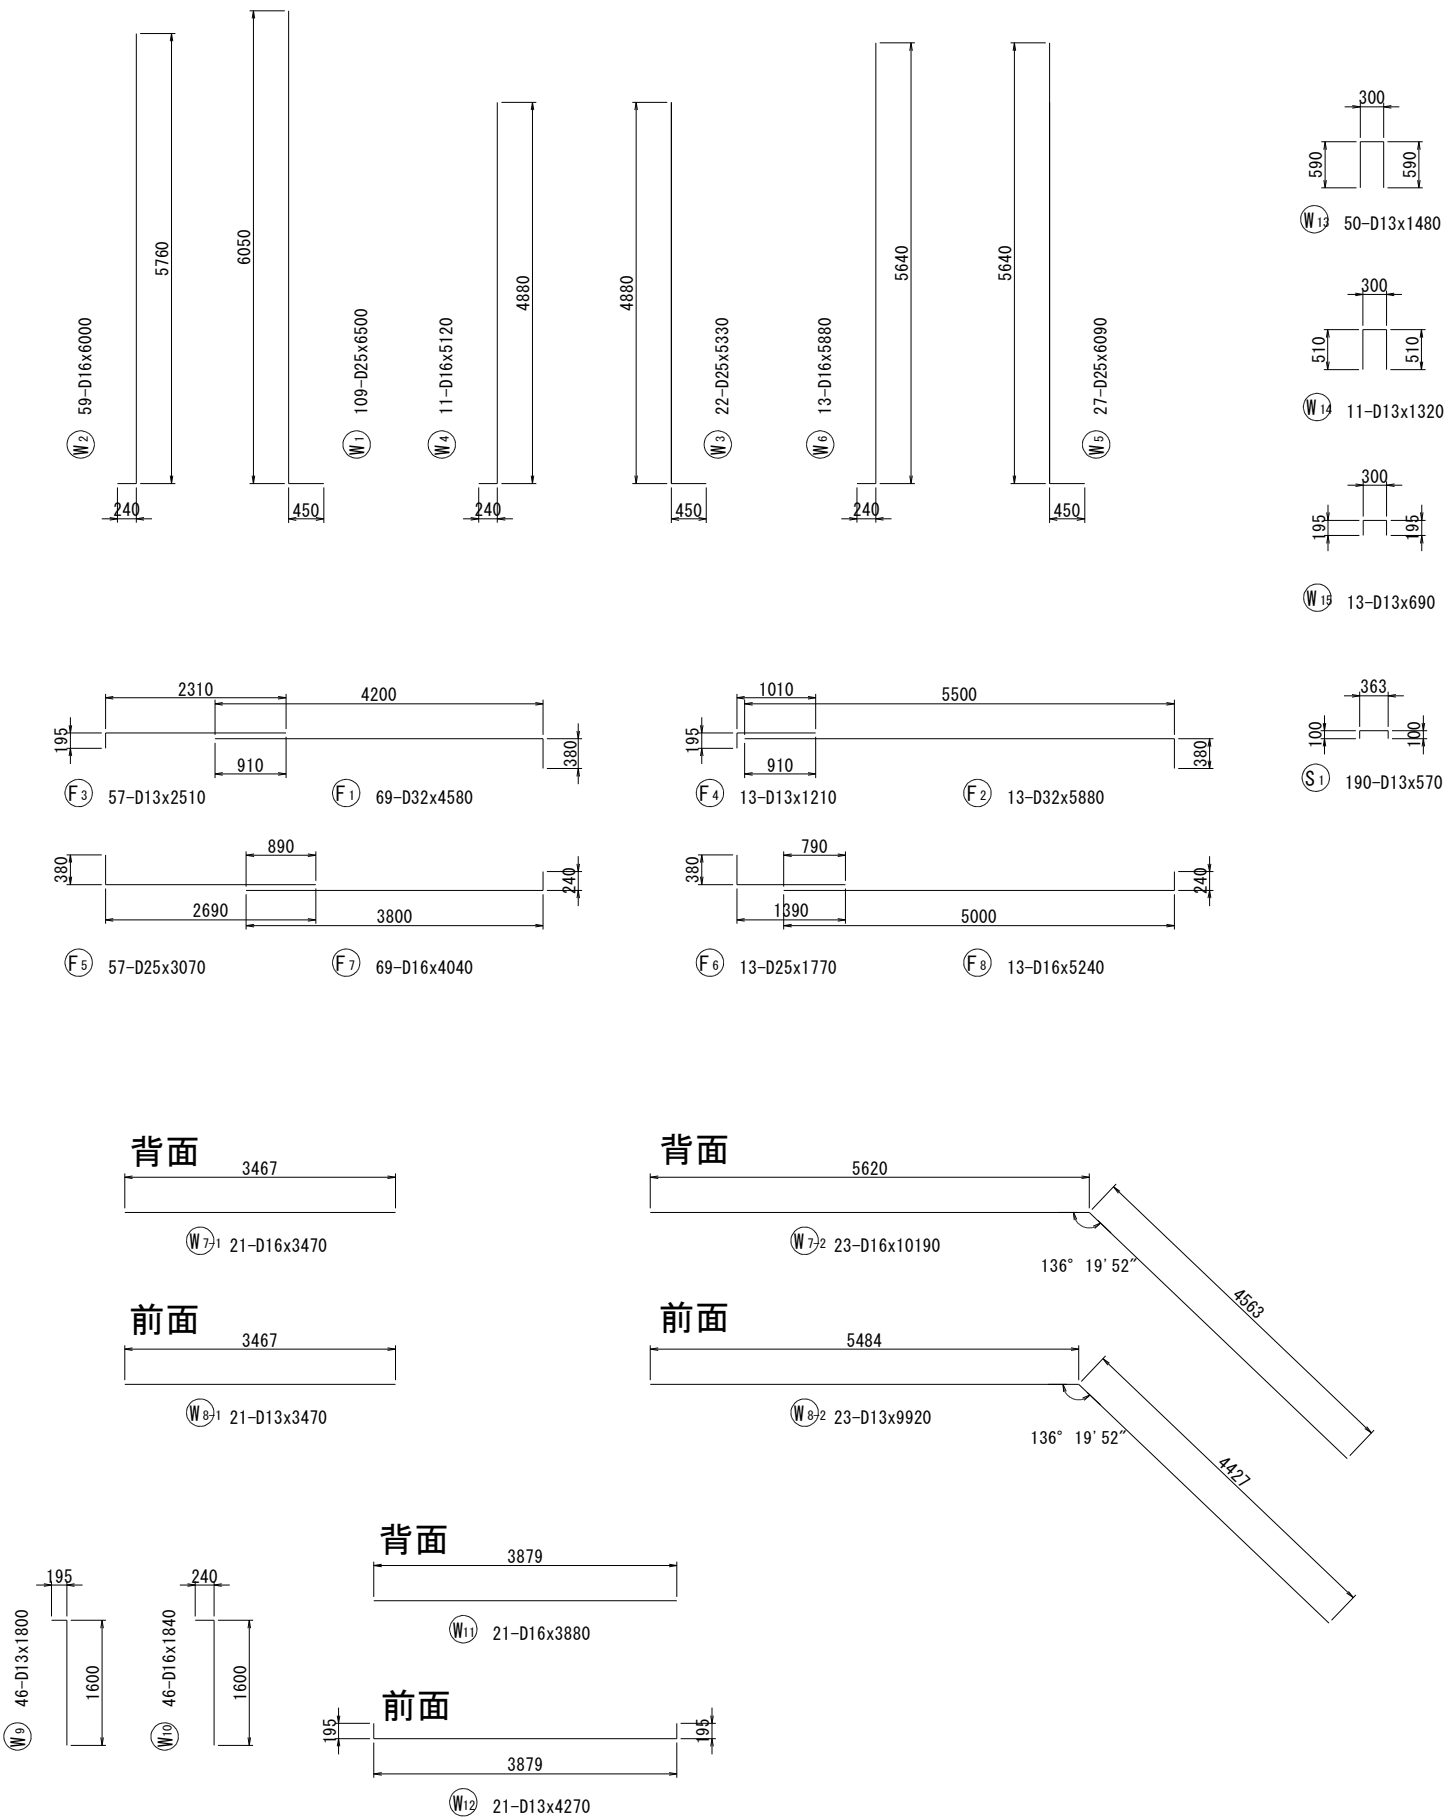 5760
240
W2 59-D16x6000
6050
450
W1 109-D25x6500
4880
240
W4 11-D16x5120
4880
450
W3 22-D25x5330
5640
240
W6 13-D16x5880
5640
450
W5 27-D25x6090
300
590
590
W13 50-D13x1480
300
510
510
W14 11-D13x1320
300
195
195
W15 13-D13x690
2310
4200
195
910
380
F3 57-D13x2510
F1 69-D32x4580
1010
5500
195
910
380
F4 13-D13x1210
F2 13-D32x5880
363
100
100
S1 190-D13x570
890
380
240
2690
3800
F5 57-D25x3070
F7 69-D16x4040
790
380
240
1390
5000
F6 13-D25x1770
F8 13-D16x5240
背面
3467
W7-1 21-D16x3470
背面
5620
W7-2 23-D16x10190
136° 19'52"
4563
前面
3467
W8-1 21-D13x3470
前面
5484
W8-2 23-D13x9920
136° 19'52"
4427
195
1600
W9 46-D13x1800
240
1600
W10 46-D16x1840
背面
3879
W11 21-D16x3880
前面
195
195
3879
W12 21-D13x4270